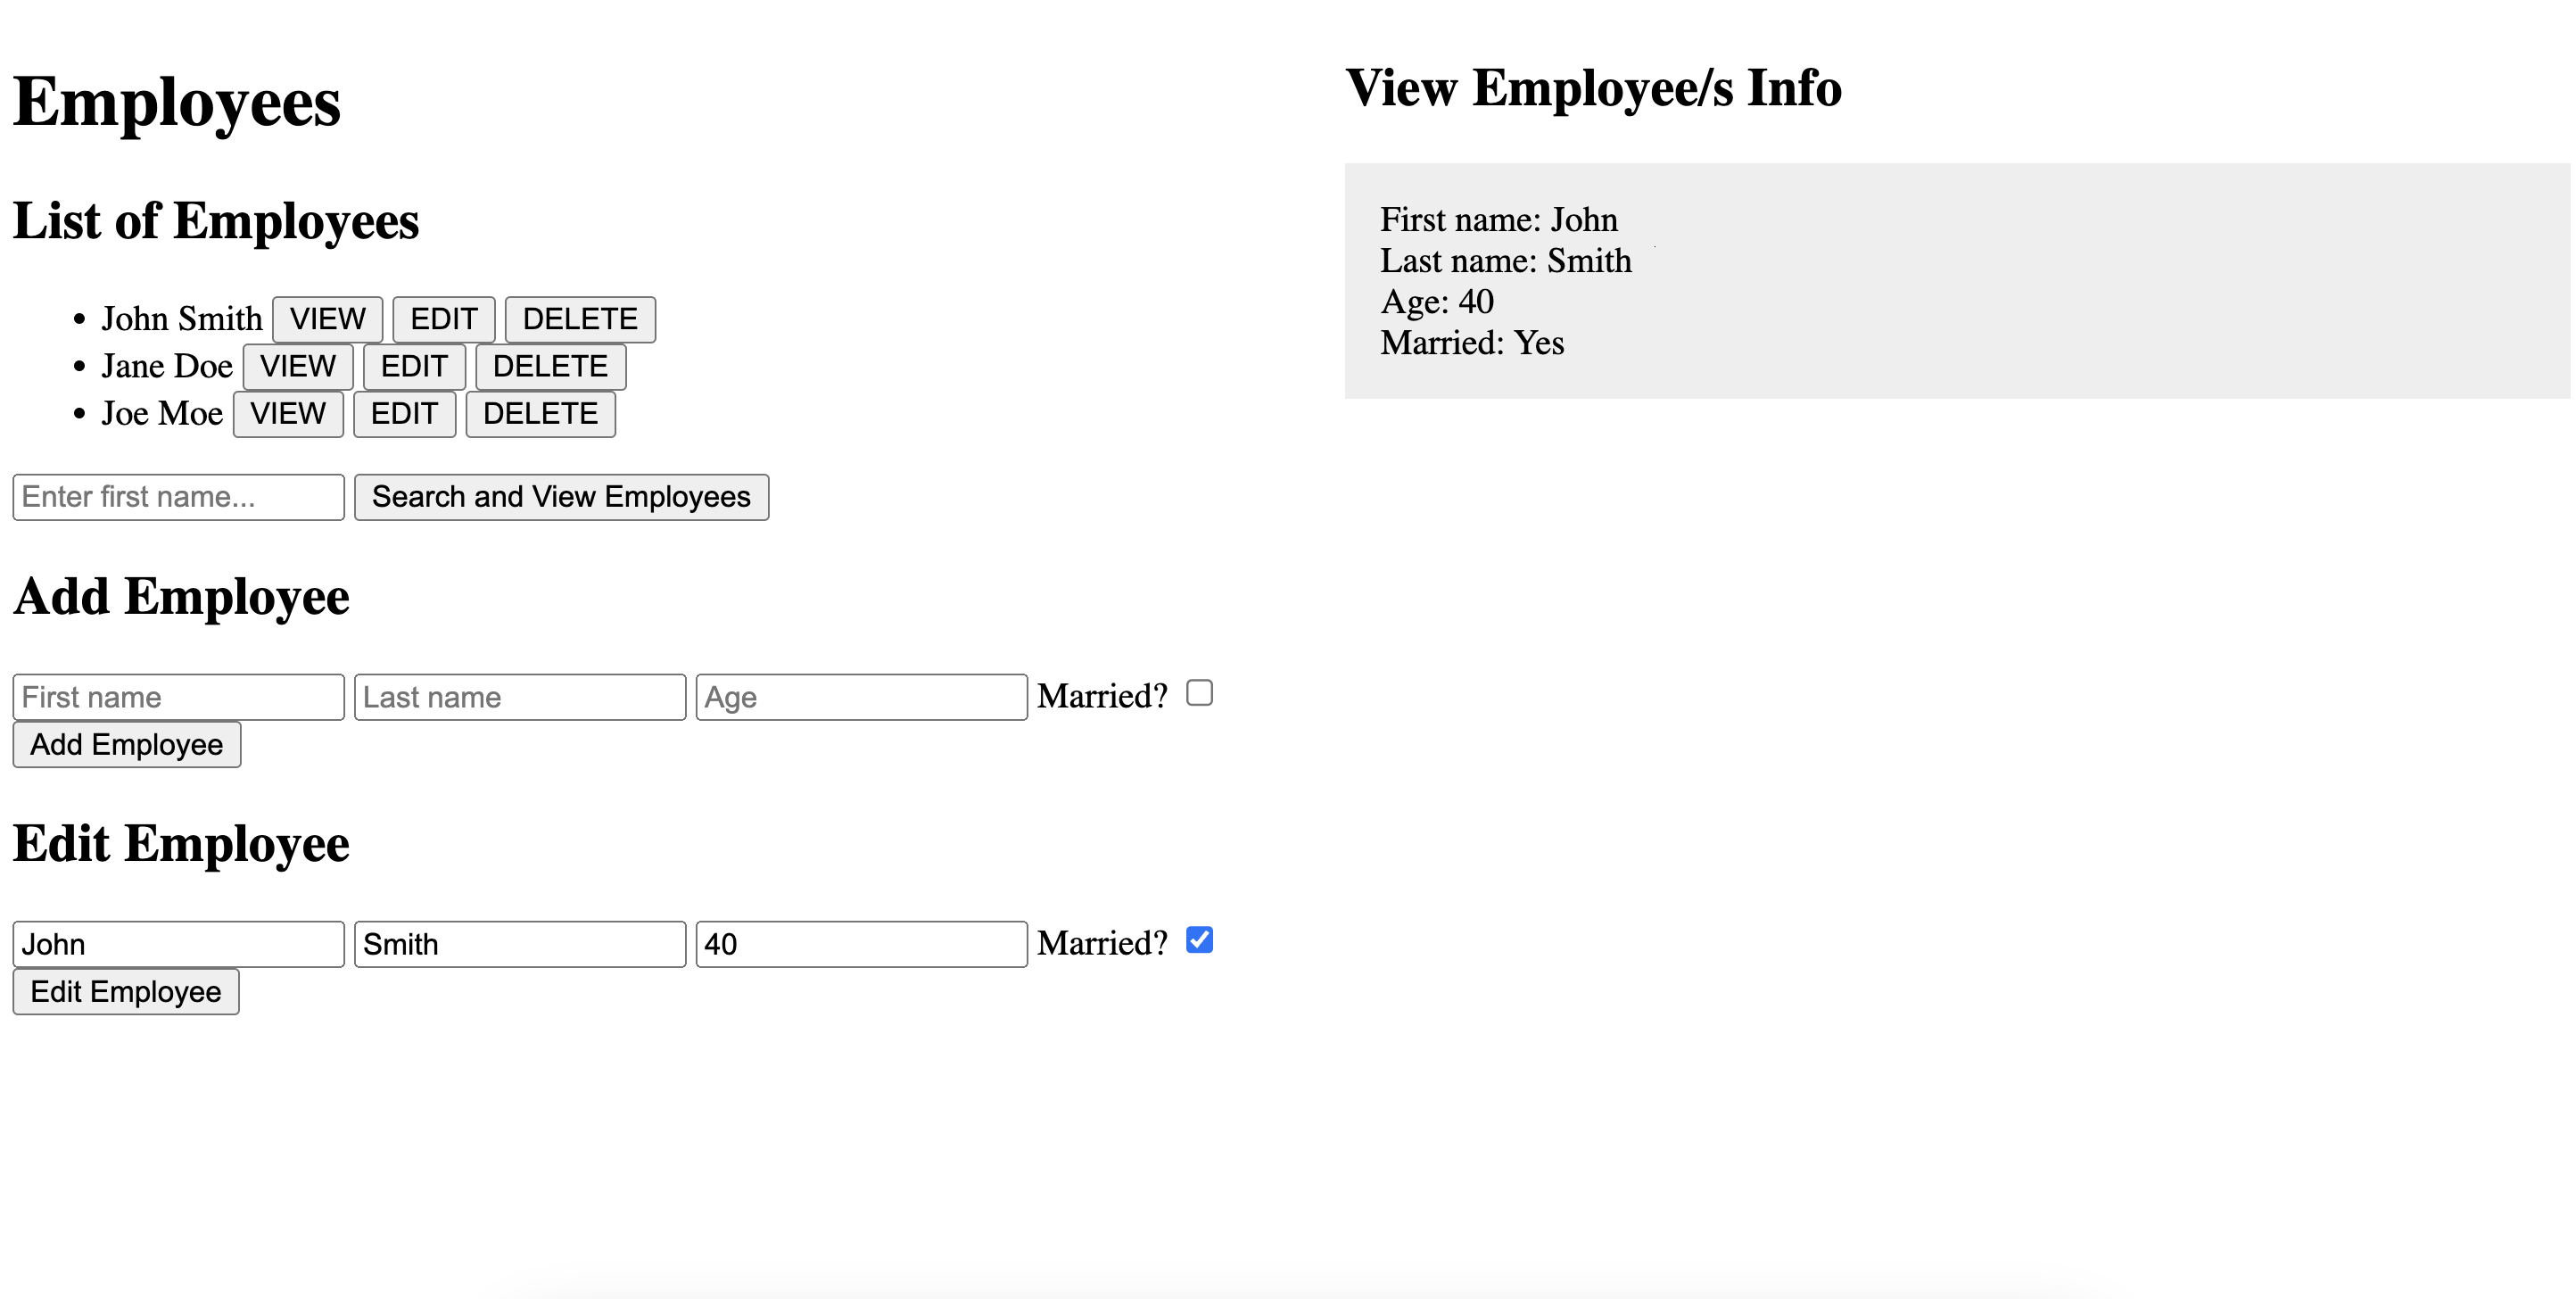 Employees
List of Employees
John Smith VIEW EDIT DELETE
Jane Doe VIEW EDIT DELETE
Joe Moe VIEW EDIT DELETE
Enter first name... Search and View Employees
Add Employee
First name Last name Age Married?
Add Employee
Edit Employee
John Smith 40 Married?
Edit Employee
View Employee/s Info
First name: John
Last name: Smith
Age: 40
Married: Yes